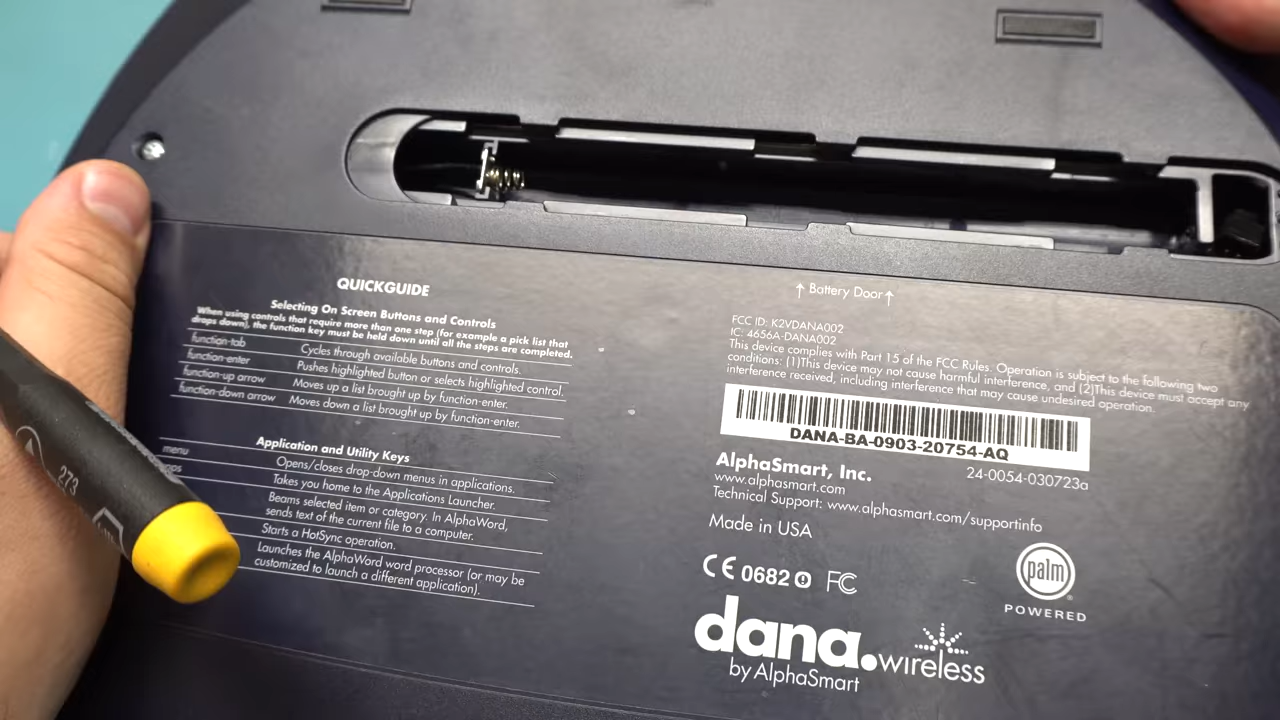 QUICKGUIDE
Selecting On Screen Buttons and Controls
When using controls that require more than one step (for example a pick list that
drops down), the function key must be held down until all the steps are completed.
function-tab Cycles through available buttons and controls.
function-enter Pushes highlighted button or selects highlighted control.
function-up arrow Moves up a list brought up by function-enter.
function-down arrow Moves down a list brought up by function-enter.
Application and Utility Keys
menu Opens/closes drop-down menus in applications.
Takes you home to the Applications Launcher.
Beams selected item or category. In AlphaWord,
sends text of the current file to a computer.
Starts a HotSync operation.
Launches the AlphaWord word processor (or may be
customized to launch a different application).
↑ Battery Door ↑
FCC ID: K2VDANA002
IC: 4656A-DANA002
This device complies with Part 15 of the FCC Rules. Operation is subject to the following two
conditions: (1)This device may not cause harmful interference, and (2)This device must accept any
interference received, including interference that may cause undesired operation.
DANA-BA-0903-20754-AQ
AlphaSmart, Inc. 24-0054-030723a
www.alphasmart.com
Technical Support: www.alphasmart.com/supportinfo
Made in USA
CE 0682 FC
palm
POWERED
dana.wireless
by AlphaSmart
273